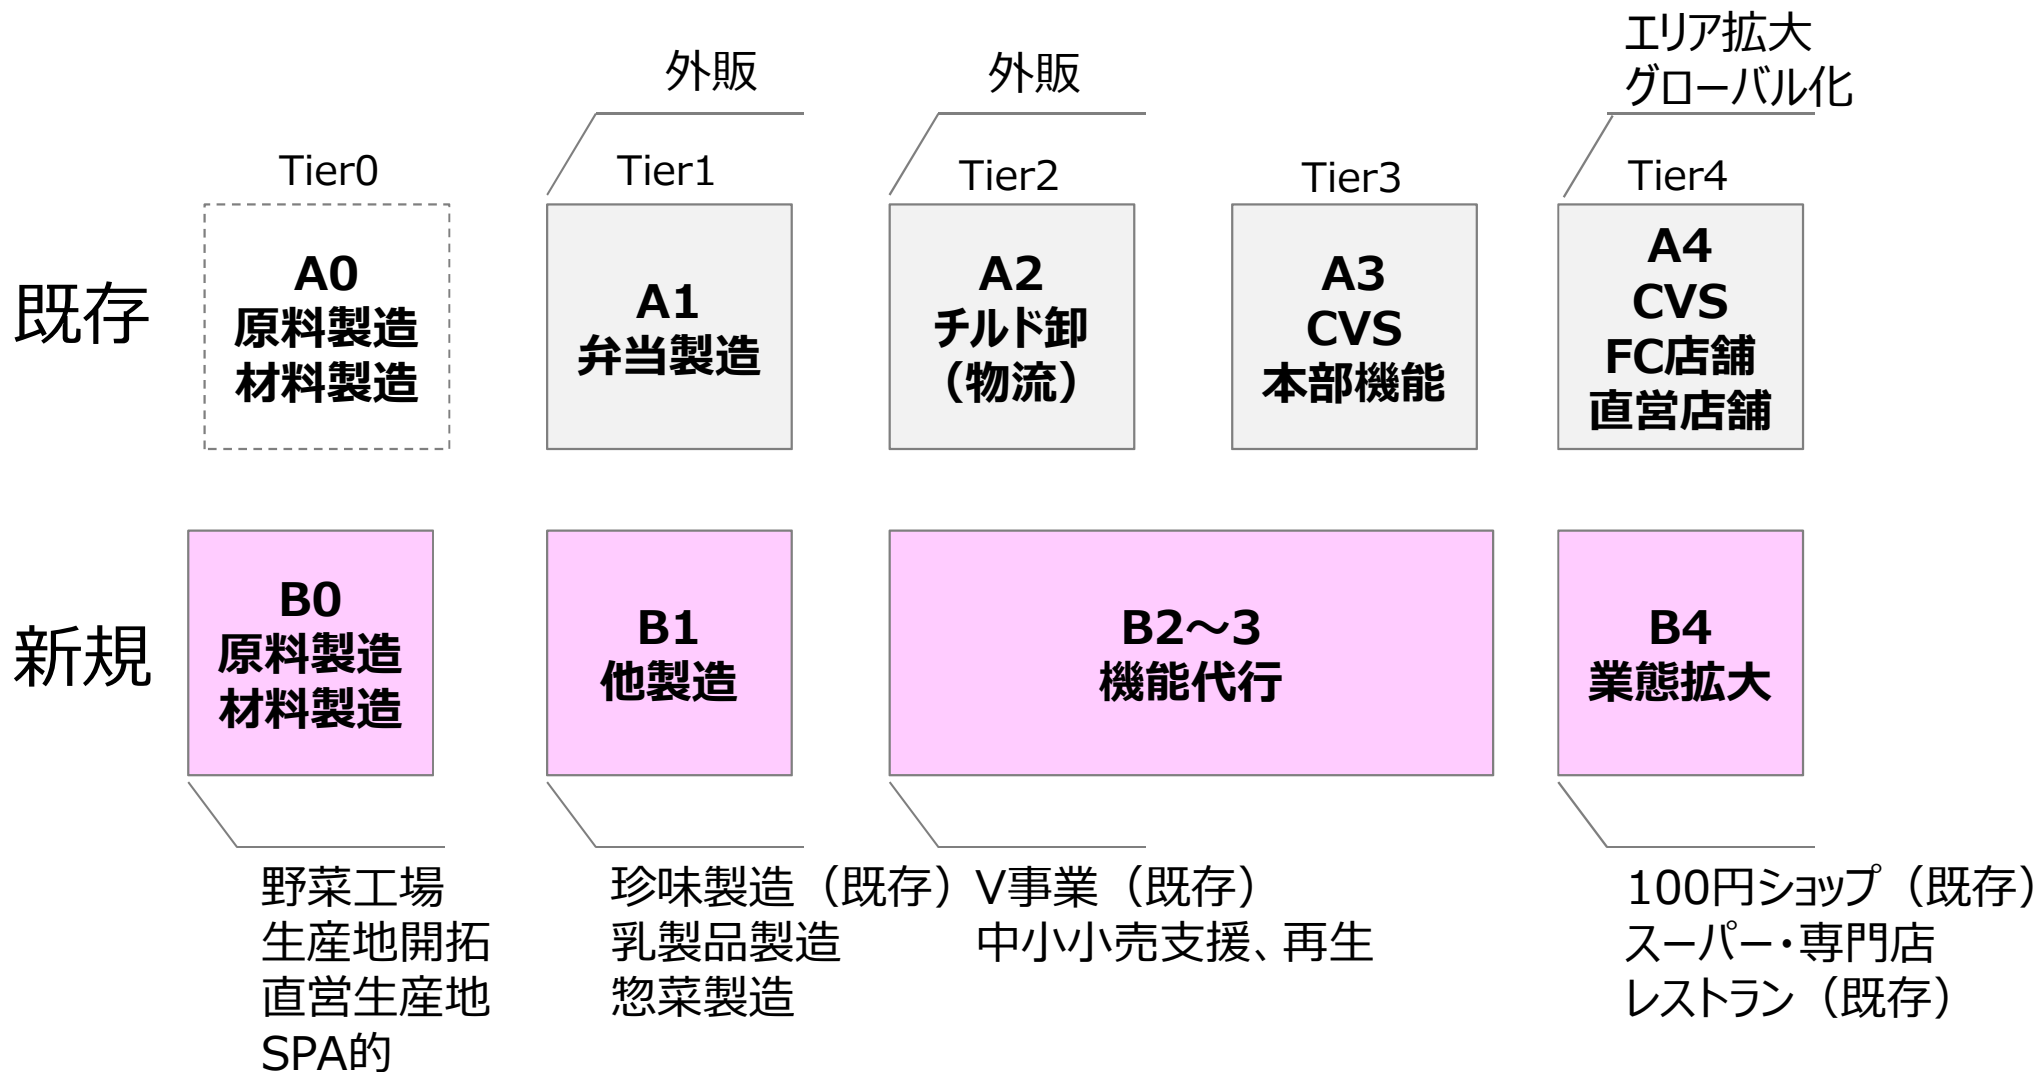 エリア拡大
グローバル化
外販
外販
Tier0
Tier1
Tier2
Tier3
Tier4
既存
A0
原料製造
材料製造
A1
弁当製造
A2
チルド卸
（物流）
A3
CVS
本部機能
A4
CVS
FC店舗
直営店舗
新規
B0
原料製造
材料製造
B1
他製造
B2～3
機能代行
B4
業態拡大
野菜工場
生産地開拓
直営生産地
SPA的
珍味製造（既存）
乳製品製造
惣菜製造
V事業（既存）
中小小売支援、再生
100円ショップ（既存）
スーパー・専門店
レストラン（既存）